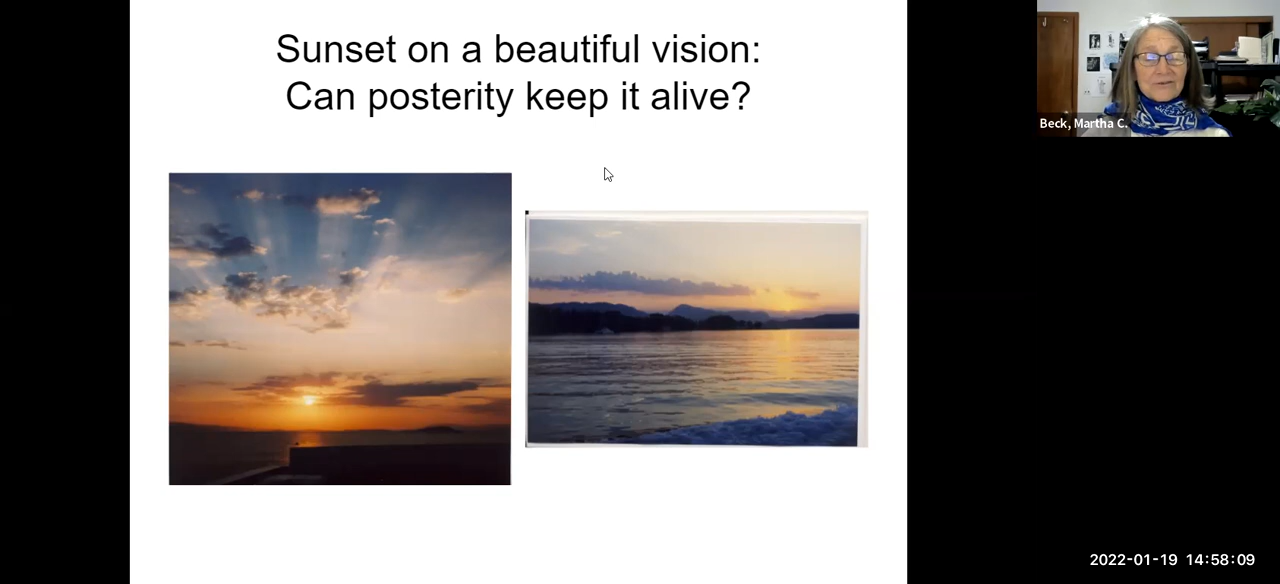 Sunset on a beautiful vision:
Can posterity keep it alive?
Beck, Martha C.
2022-01-19 14:58:09